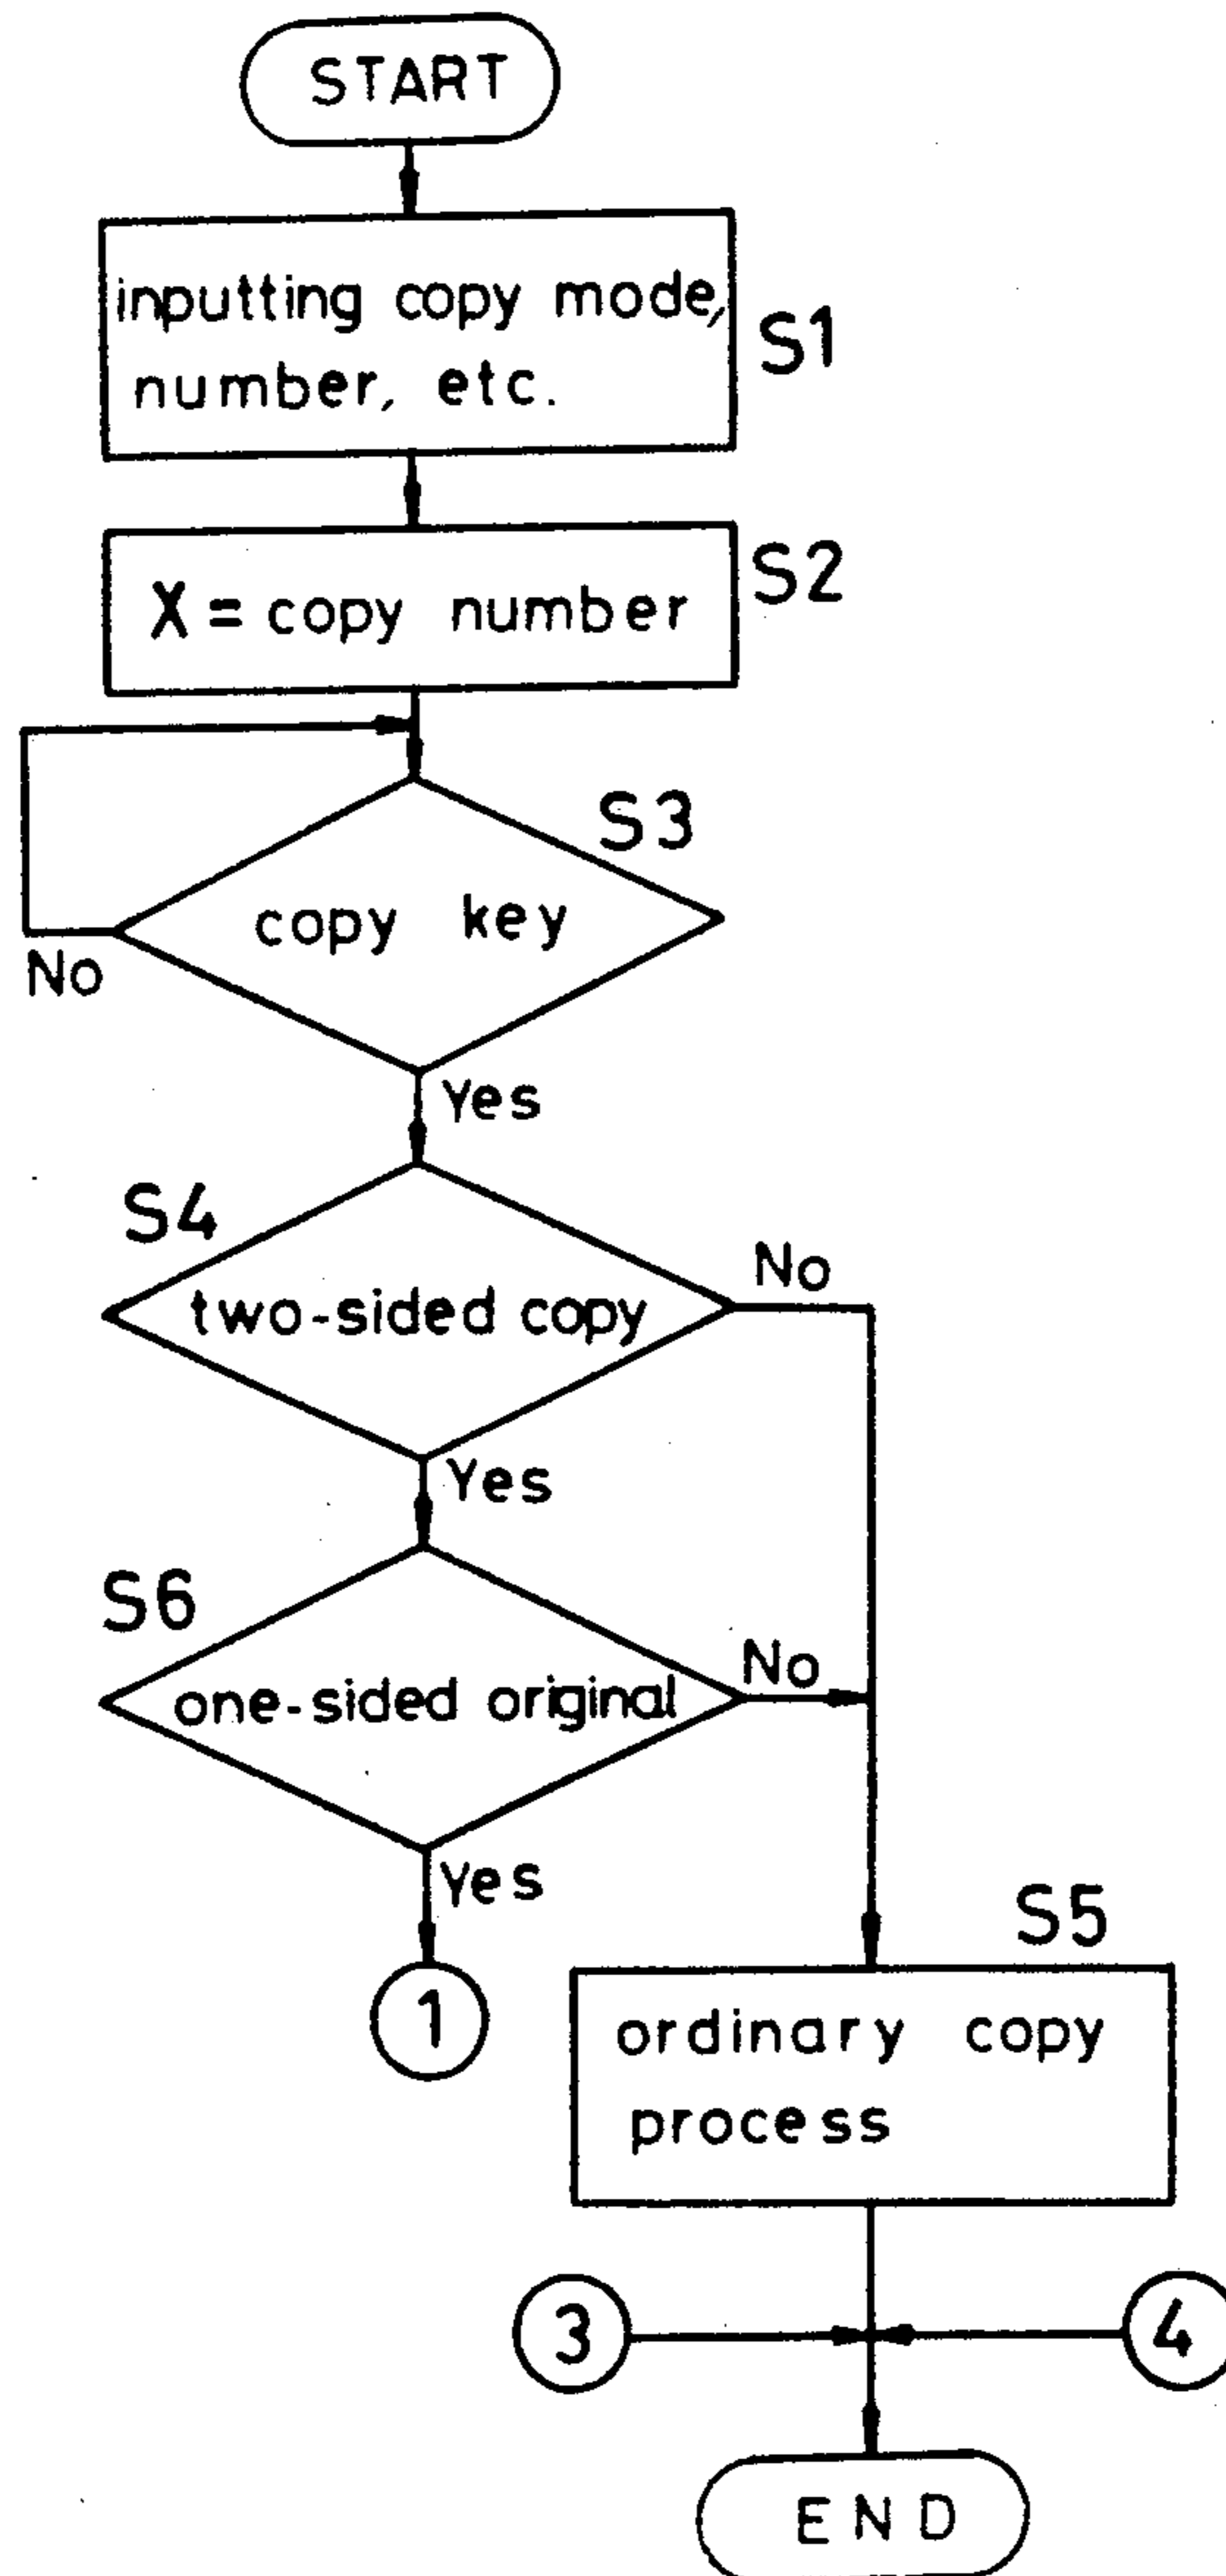 START
inputting copy mode,
number, etc.
S1
X = copy number
S2
S3
copy key
No
Yes
S4
two-sided copy
No
Yes
S6
one-sided original
No
Yes
1
S5
ordinary copy
process
3
4
END